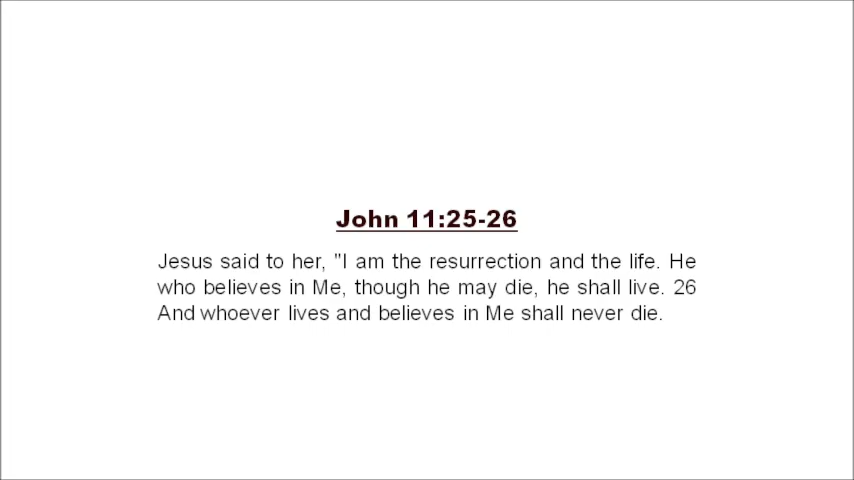 John 11:25-26
Jesus said to her, "I am the resurrection and the life. He
who believes in Me, though he may die, he shall live. 26
And whoever lives and believes in Me shall never die.